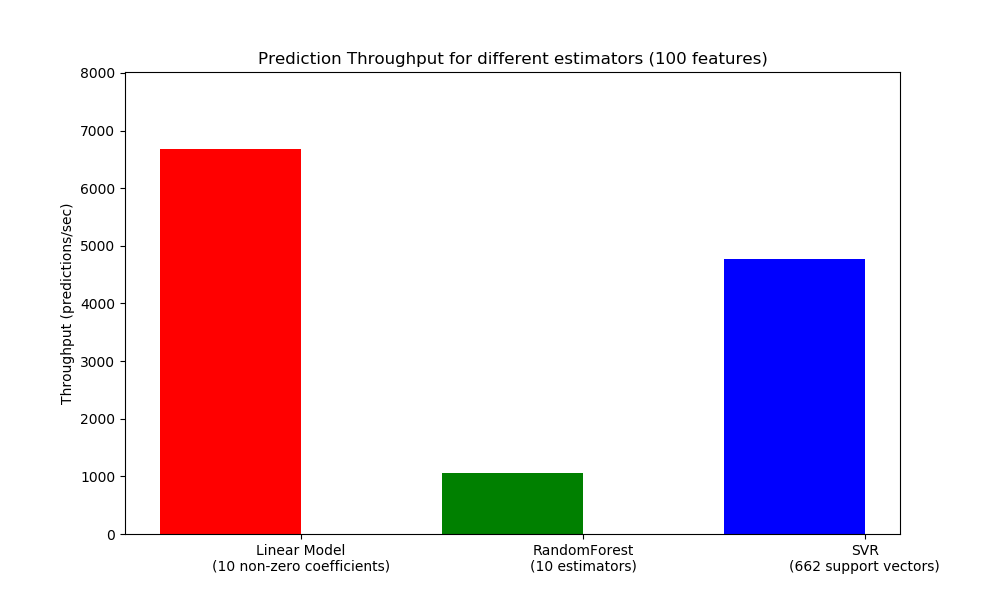 Prediction Throughput for different estimators (100 features)
8000
7000
6000
5000
4000
3000
2000
1000
0
Throughput (predictions/sec)
Linear Model
(10 non-zero coefficients)
RandomForest
(10 estimators)
SVR
(662 support vectors)